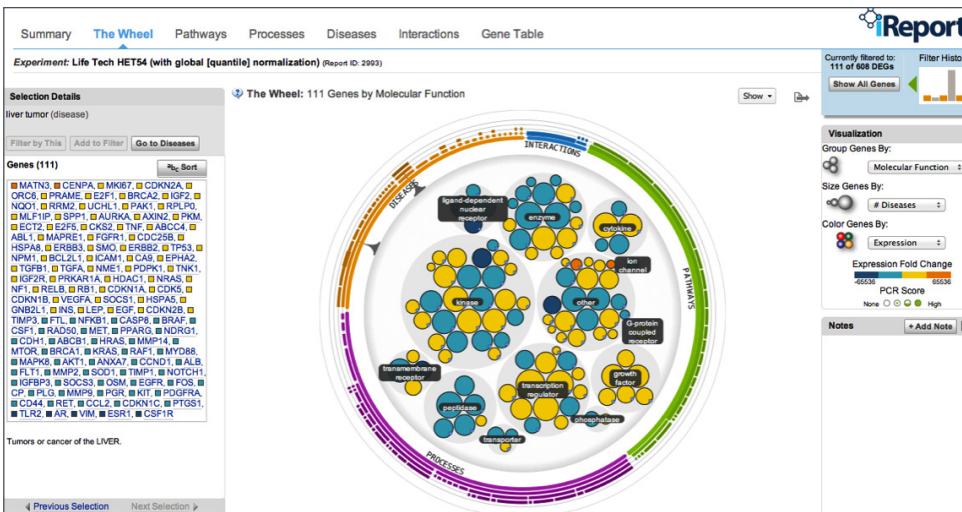 Summary The Wheel Pathways Processes Diseases Interactions Gene Table
iReport
Experiment: Life Tech HET54 (with global [quantile] normalization) (Report ID: 2993)
Selection Details
liver tumor (disease)
Filter by This Add to Filter Go to Diseases
Genes (111) abc Sort
MATN3, CENPA, MKI67, CDKN2A,
ORC6, PRAME, E2F1, BRCA2, IGF2,
NQO1, RRM2, UCHL1, PAK1, RPLP0,
MLF1IP, SPP1, AURKA, AXIN2, PKM,
ECT2, E2F5, CKS2, TNF, ABCC4,
ABL1, MAPRE1, FGFR1, CDC25B,
HSPA8, ERBB3, SMO, ERBB2, TP53,
NPM1, BCL2L1, ICAM1, CA9, EPHA2,
TGFB1, TGFA, NME1, PDPK1, TNK1,
IGF2R, PRKAR1A, HDAC1, NRAS,
NF1, RELB, RB1, CDKN1A, CDK5,
CDKN1B, VEGFA, SOCS1, HSPA5,
GNB2L1, INS, LEP, EGF, CDKN2B,
TIMP3, FTL, NFKB1, CASP8, BRAF,
CSF1, RAD50, MET, PPARG, NDRG1,
CDH1, ABCB1, HRAS, MMP14,
MTOR, BRCA1, KRAS, RAF1, MYD88,
MAPK8, AKT1, ANXA7, CCND1, ALB,
FLT1, MMP2, SOD1, TIMP1, NOTCH1,
IGFBP3, SOCS3, OSM, EGFR, FOS,
CP, PLG, MMP9, PGR, KIT, PDGFRA,
CD44, RET, CCL2, CDKN1C, PTGS1,
TLR2, AR, VIM, ESR1, CSF1R
Tumors or cancer of the LIVER.
Previous Selection Next Selection
The Wheel: 111 Genes by Molecular Function
Show
INTERACTIONS
DISEASES
PATHWAYS
PROCESSES
ligand-dependent
nuclear
receptor
enzyme
cytokine
ion
channel
kinase
other
G-protein
coupled
receptor
transmembrane
receptor
transcription
regulator
growth
factor
peptidase
phosphatase
transporter
Currently filtered to:
111 of 608 DEGs
Filter Histo
Show All Genes
Visualization
Group Genes By:
Molecular Function
Size Genes By:
# Diseases
Color Genes By:
Expression
Expression Fold Change
-65536 65536
PCR Score
None High
Notes + Add Note